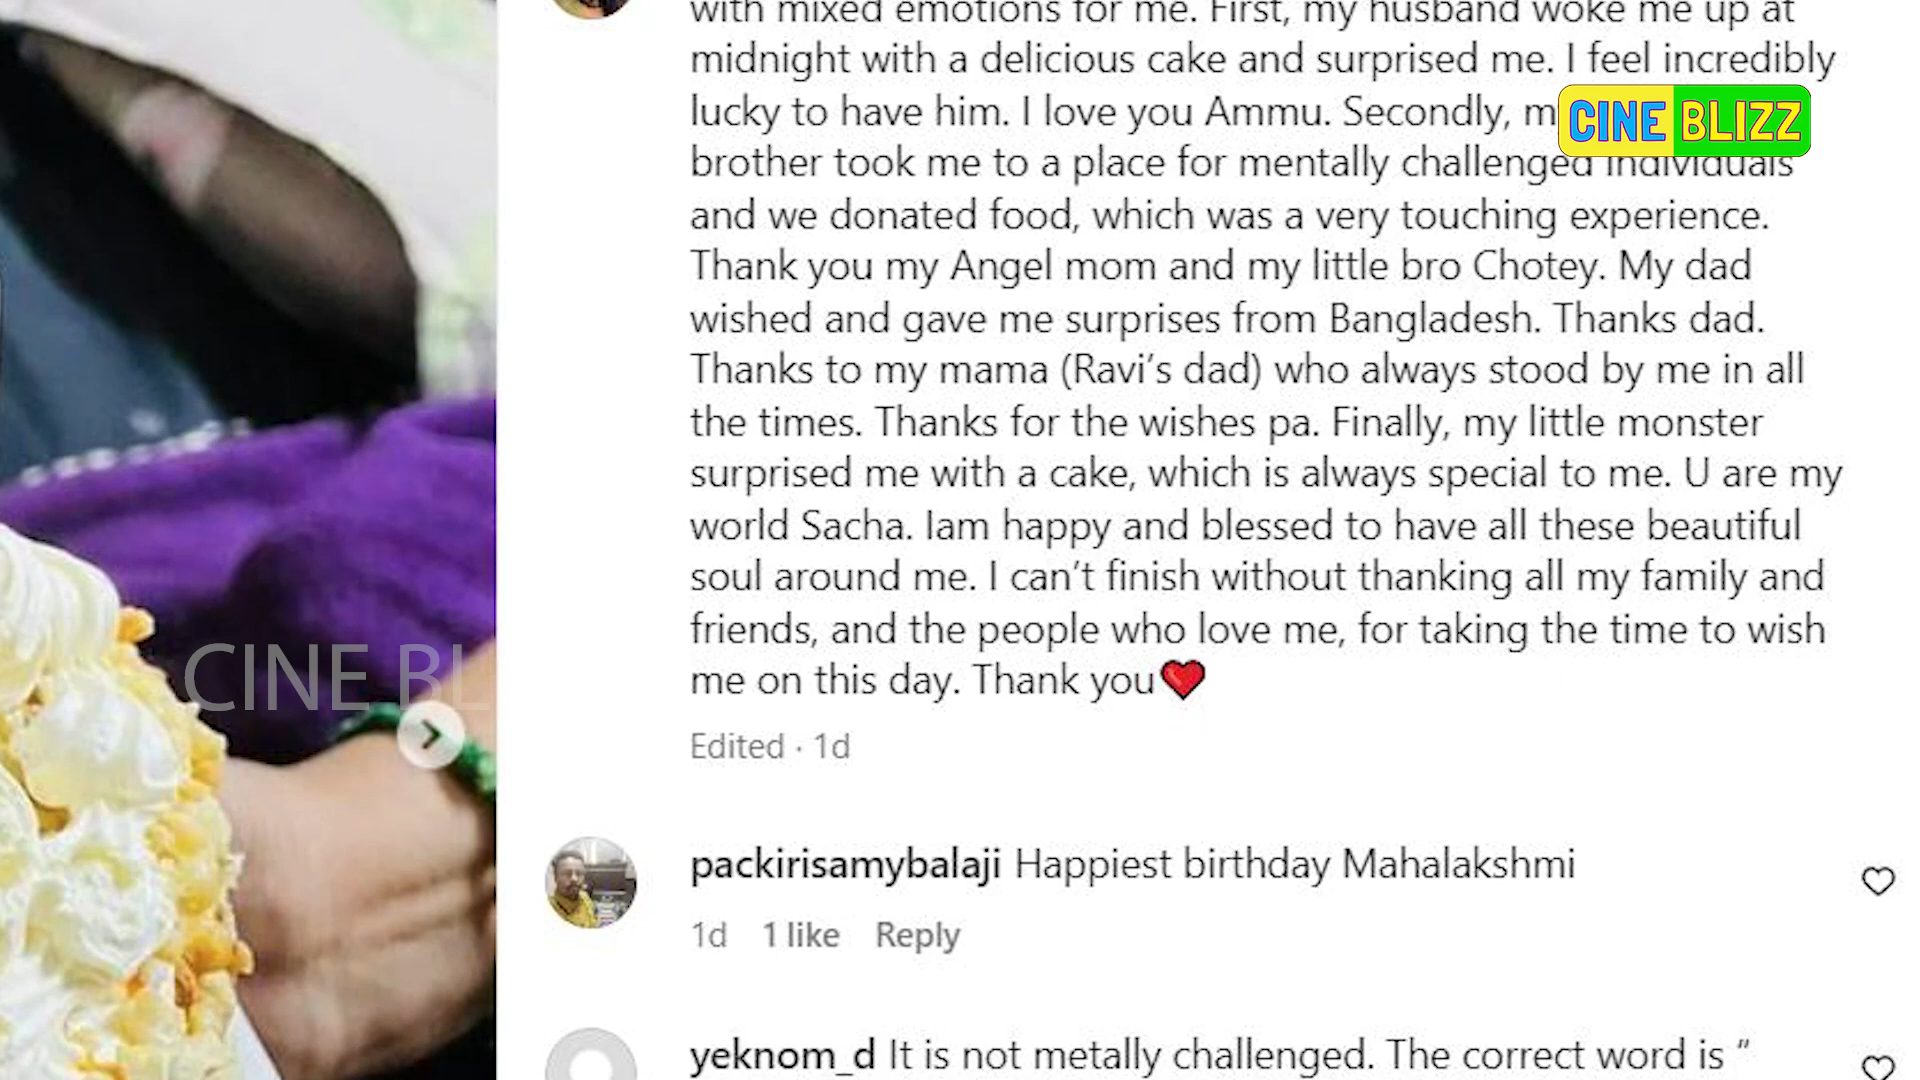 with mixed emotions for me. First, my husband woke me up at
midnight with a delicious cake and surprised me. I feel incredibly
lucky to have him. I love you Ammu. Secondly,
CINE BLIZZ
brother took me to a place for mentally challenged individuals
and we donated food, which was a very touching experience.
Thank you my Angel mom and my little bro Chotey. My dad
wished and gave me surprises from Bangladesh. Thanks dad.
Thanks to my mama (Ravi’s dad) who always stood by me in all
the times. Thanks for the wishes pa. Finally, my little monster
surprised me with a cake, which is always special to me. U are my
world Sacha. Iam happy and blessed to have all these beautiful
soul around me. I can’t finish without thanking all my family and
friends, and the people who love me, for taking the time to wish
me on this day. Thank you❤️
CINE BL
Edited · 1d
packirisamybalaji Happiest birthday Mahalakshmi
1d 1 like Reply
yeknom_d It is not metally challenged. The correct word is "